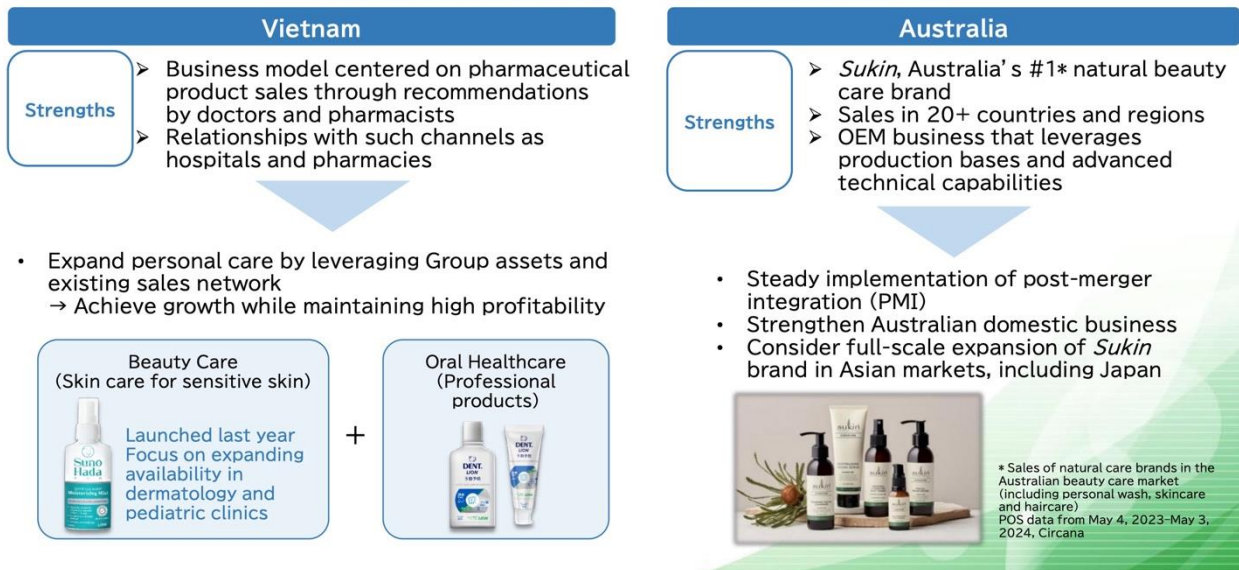 Vietnam
Strengths
➢ Business model centered on pharmaceutical
product sales through recommendations
by doctors and pharmacists
➢ Relationships with such channels as
hospitals and pharmacies
• Expand personal care by leveraging Group assets and
existing sales network
→ Achieve growth while maintaining high profitability
Beauty Care
(Skin care for sensitive skin)
Suno
Hada
Moisturizing Mist
Launched last year
Focus on expanding
availability in
dermatology and
pediatric clinics
+
Oral Healthcare
(Professional
products)
DENT.
LION
DENT.
LION
Australia
Strengths
➢ Sukin, Australia's #1* natural beauty
care brand
➢ Sales in 20+ countries and regions
➢ OEM business that leverages
production bases and advanced
technical capabilities
• Steady implementation of post-merger
integration (PMI)
• Strengthen Australian domestic business
• Consider full-scale expansion of Sukin
brand in Asian markets, including Japan
sukin
sukin
sukin
sukin
sukin
* Sales of natural care brands in the
Australian beauty care market
(including personal wash, skincare
and haircare)
POS data from May 4, 2023–May 3,
2024, Circana